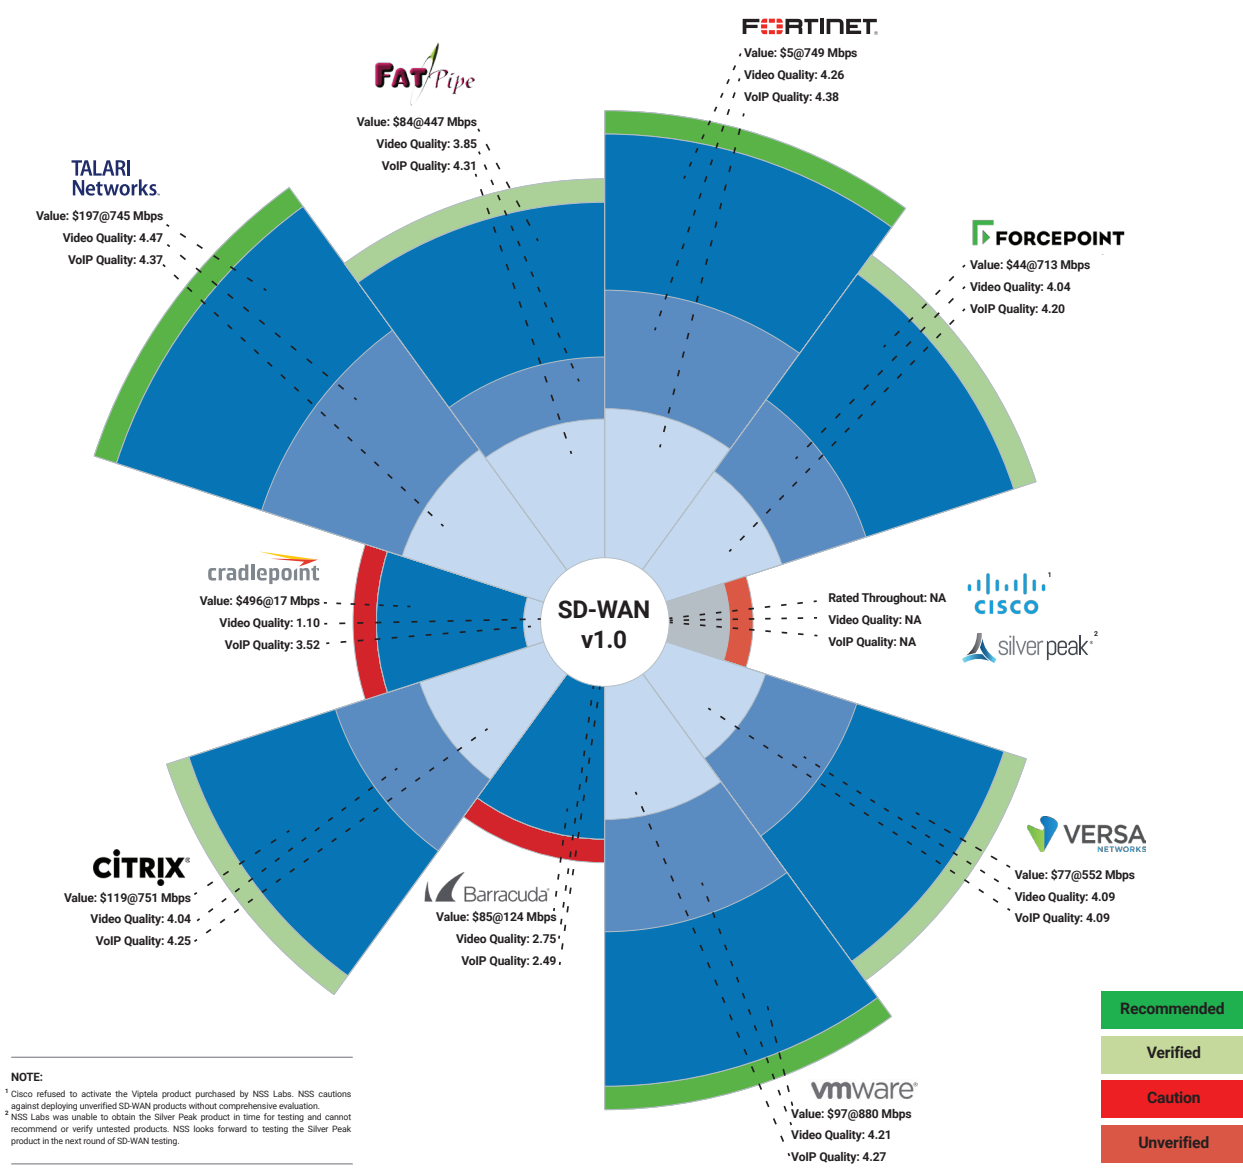 FORTINET®
Value: $5@749 Mbps
Video Quality: 4.26
VoIP Quality: 4.38
FATPipe
Value: $84@447 Mbps
Video Quality: 3.85
VoIP Quality: 4.31
TALARI
Networks
Value: $197@745 Mbps
Video Quality: 4.47
VoIP Quality: 4.37
FORCEPOINT
Value: $44@713 Mbps
Video Quality: 4.04
VoIP Quality: 4.20
cradlepoint
Value: $496@17 Mbps
Video Quality: 1.10
VoIP Quality: 3.52
SD-WAN
v1.0
Rated Throughout: NA
Video Quality: NA
VoIP Quality: NA
CISCO 1
silver peak® 2
VERSA
NETWORKS
Value: $77@552 Mbps
Video Quality: 4.09
VoIP Quality: 4.09
CİTRIX®
Value: $119@751 Mbps
Video Quality: 4.04
VoIP Quality: 4.25
Barracuda
Value: $85@124 Mbps
Video Quality: 2.75
VoIP Quality: 2.49
vmware®
Value: $97@880 Mbps
Video Quality: 4.21
VoIP Quality: 4.27
Recommended
Verified
Caution
Unverified
NOTE:
1 Cisco refused to activate the Viptela product purchased by NSS Labs. NSS cautions
against deploying unverified SD-WAN products without comprehensive evaluation.
2 NSS Labs was unable to obtain the Silver Peak product in time for testing and cannot
recommend or verify untested products. NSS looks forward to testing the Silver Peak
product in the next round of SD-WAN testing.